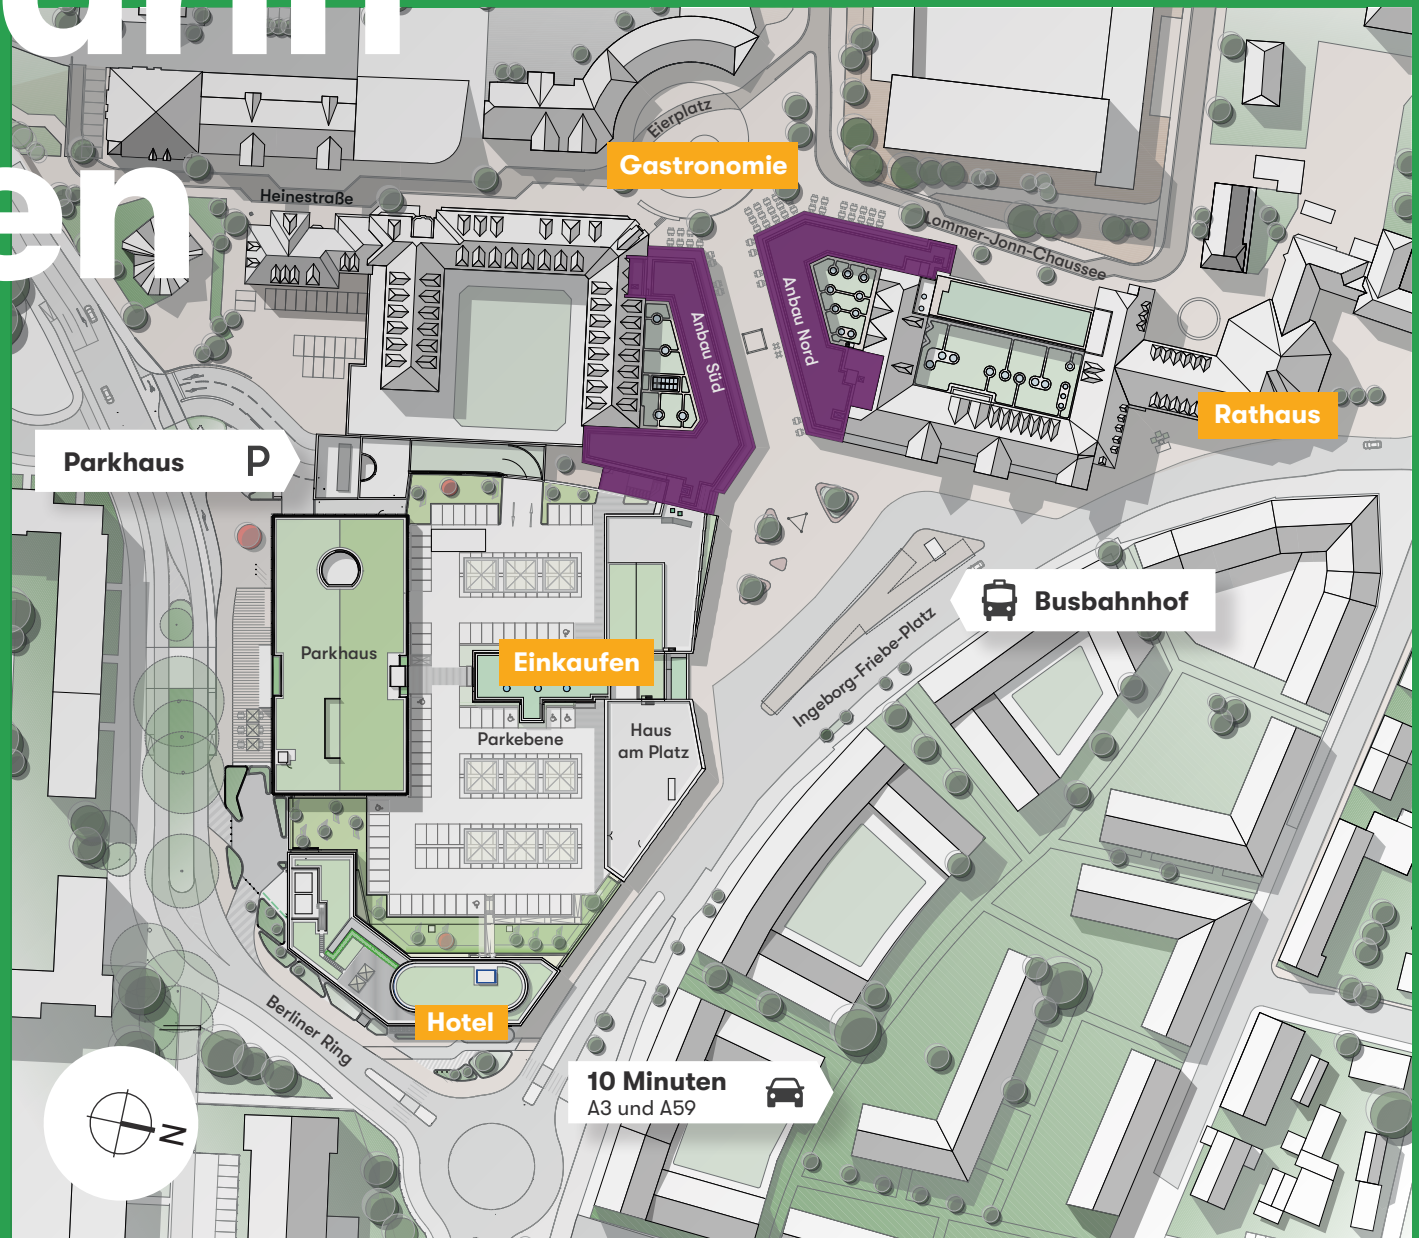 Eierplatz
Gastronomie
Heinestraße
Lommer-Jonn-Chaussee
Anbau Nord
Anbau Süd
Rathaus
Parkhaus P
Busbahnhof
Parkhaus
Einkaufen
Ingeborg-Friebe-Platz
Haus
am Platz
Parkebene
Hotel
Berliner Ring
10 Minuten
A3 und A59
N